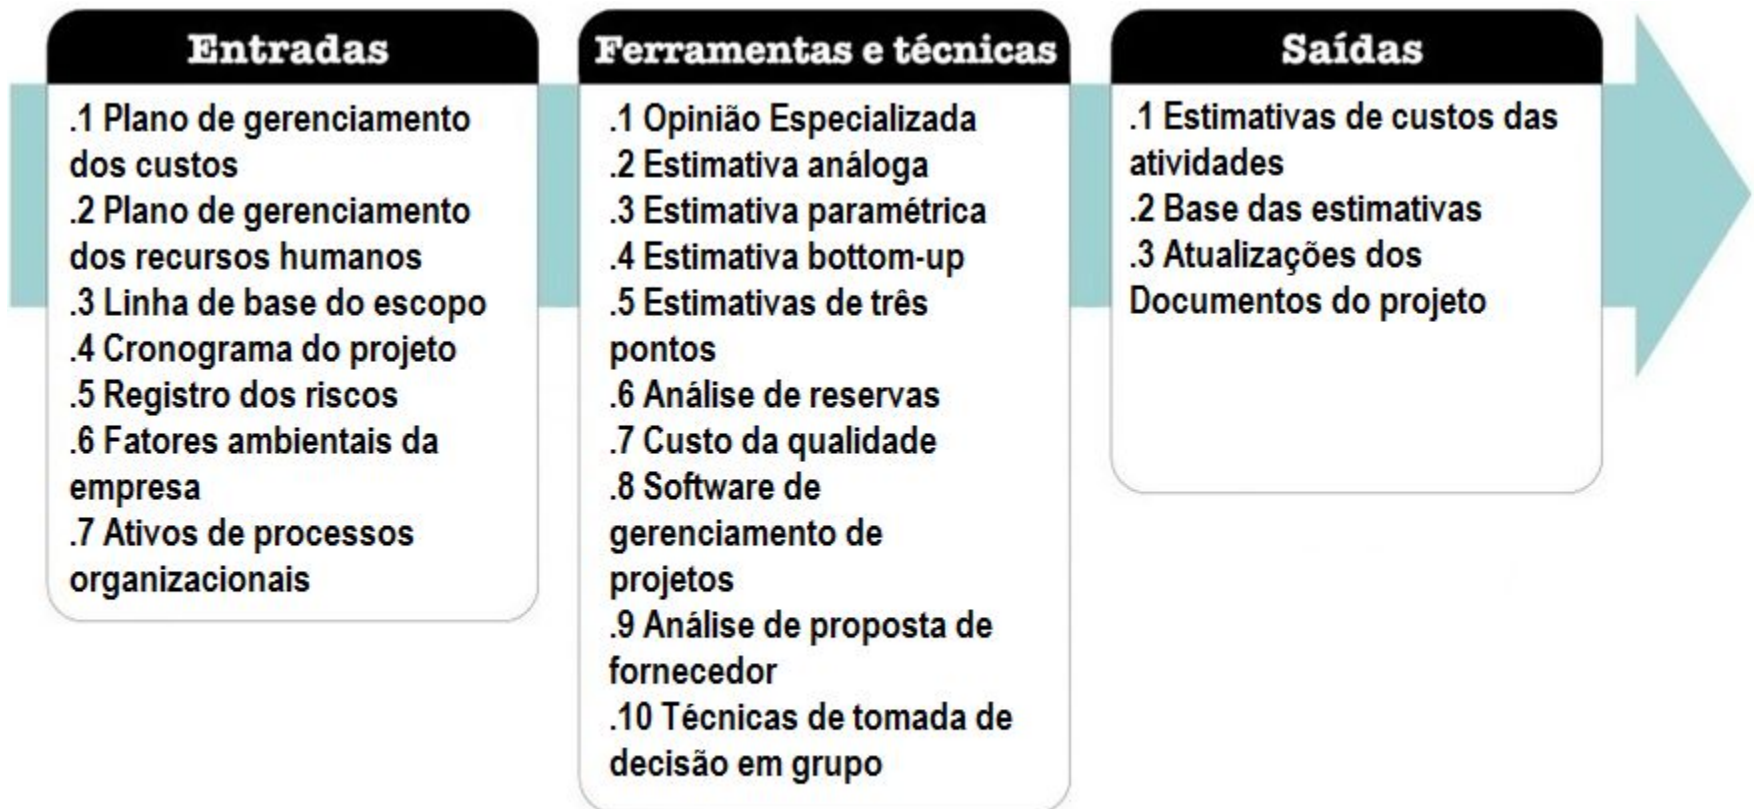 Entradas
.1 Plano de gerenciamento
dos custos
.2 Plano de gerenciamento
dos recursos humanos
.3 Linha de base do escopo
.4 Cronograma do projeto
.5 Registro dos riscos
.6 Fatores ambientais da
empresa
.7 Ativos de processos
organizacionais
Ferramentas e técnicas
.1 Opinião Especializada
.2 Estimativa análoga
.3 Estimativa paramétrica
.4 Estimativa bottom-up
.5 Estimativas de três
pontos
.6 Análise de reservas
.7 Custo da qualidade
.8 Software de
gerenciamento de
projetos
.9 Análise de proposta de
fornecedor
.10 Técnicas de tomada de
decisão em grupo
Saídas
.1 Estimativas de custos das
atividades
.2 Base das estimativas
.3 Atualizações dos
Documentos do projeto